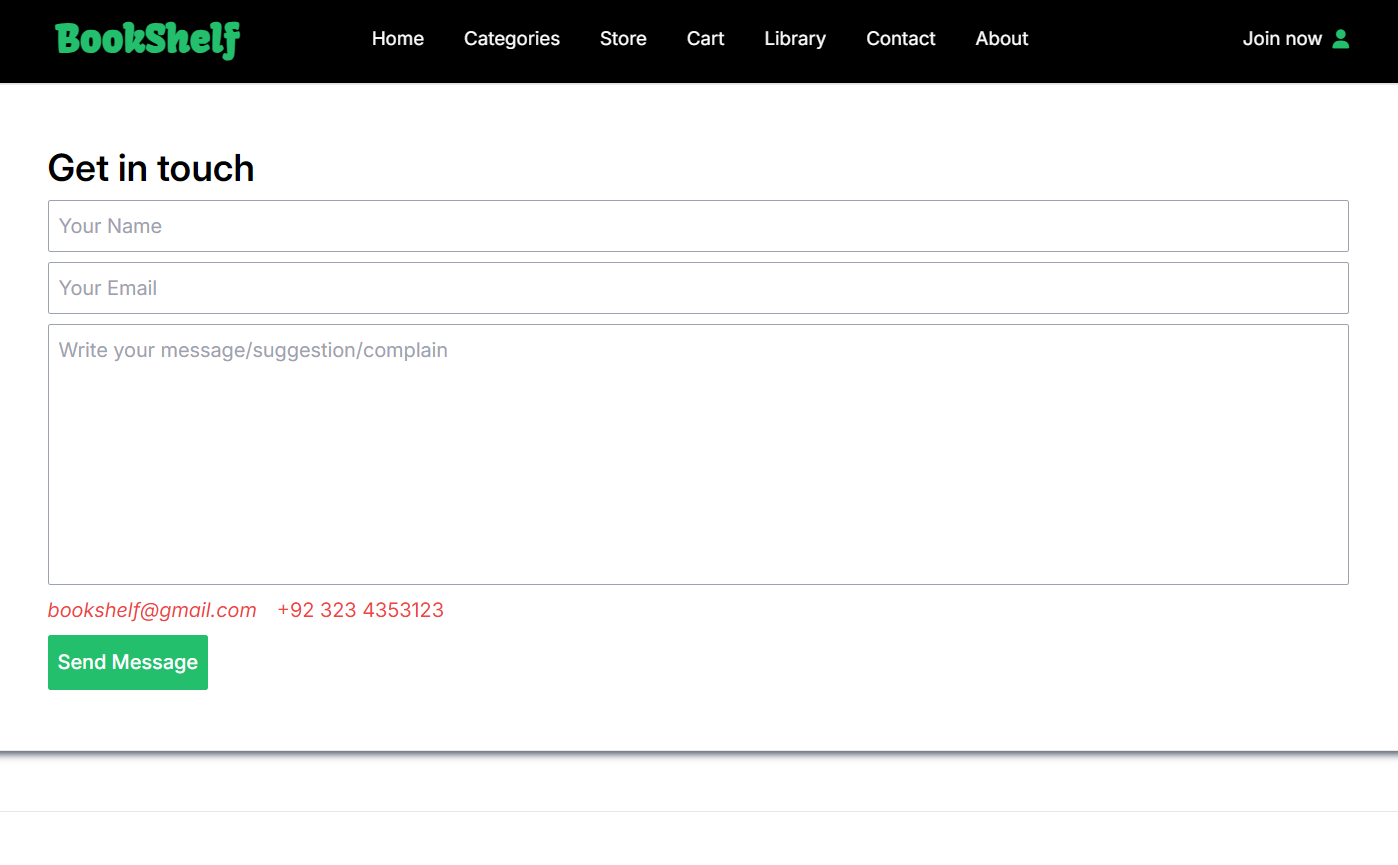 BookShelf Home Categories Store Cart Library Contact About Join now
Get in touch
Your Name
Your Email
Write your message/suggestion/complain
bookshelf@gmail.com +92 323 4353123
Send Message